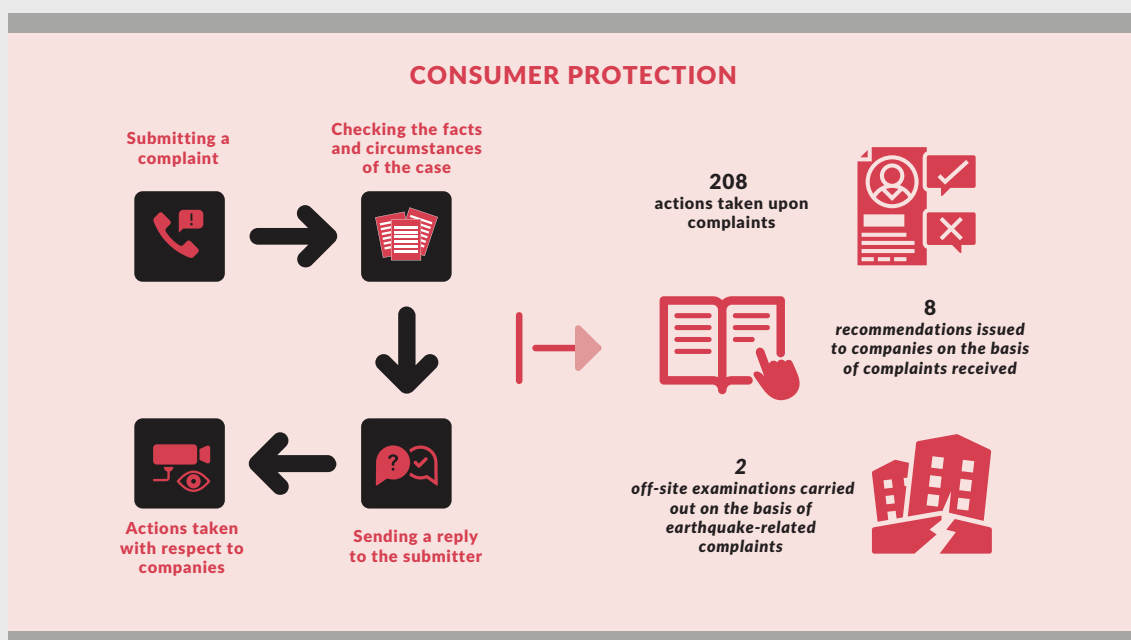 CONSUMER PROTECTION
Submitting a
complaint
Checking the facts
and circumstances
of the case
!
Sending a reply
to the submitter
?
Actions taken
with respect to
companies
208
actions taken upon
complaints
8
recommendations issued
to companies on the basis
of complaints received
2
off-site examinations carried
out on the basis of
earthquake-related
complaints